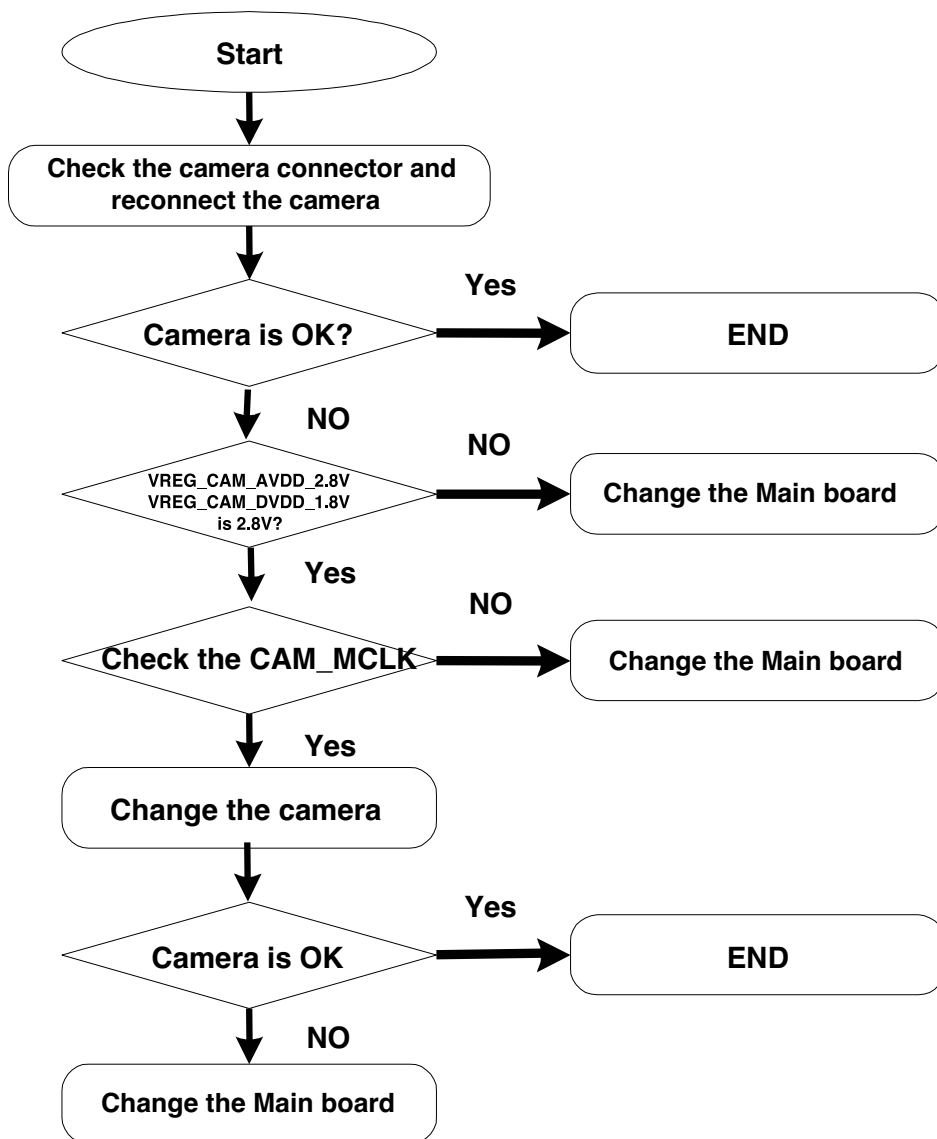 Start
Check the camera connector and
reconnect the camera
Yes
Camera is OK?
END
NO
NO
VREG_CAM_AVDD_2.8V
VREG_CAM_DVDD_1.8V
is 2.8V?
Change the Main board
Yes
NO
Check the CAM_MCLK
Change the Main board
Yes
Change the camera
Yes
Camera is OK
END
NO
Change the Main board